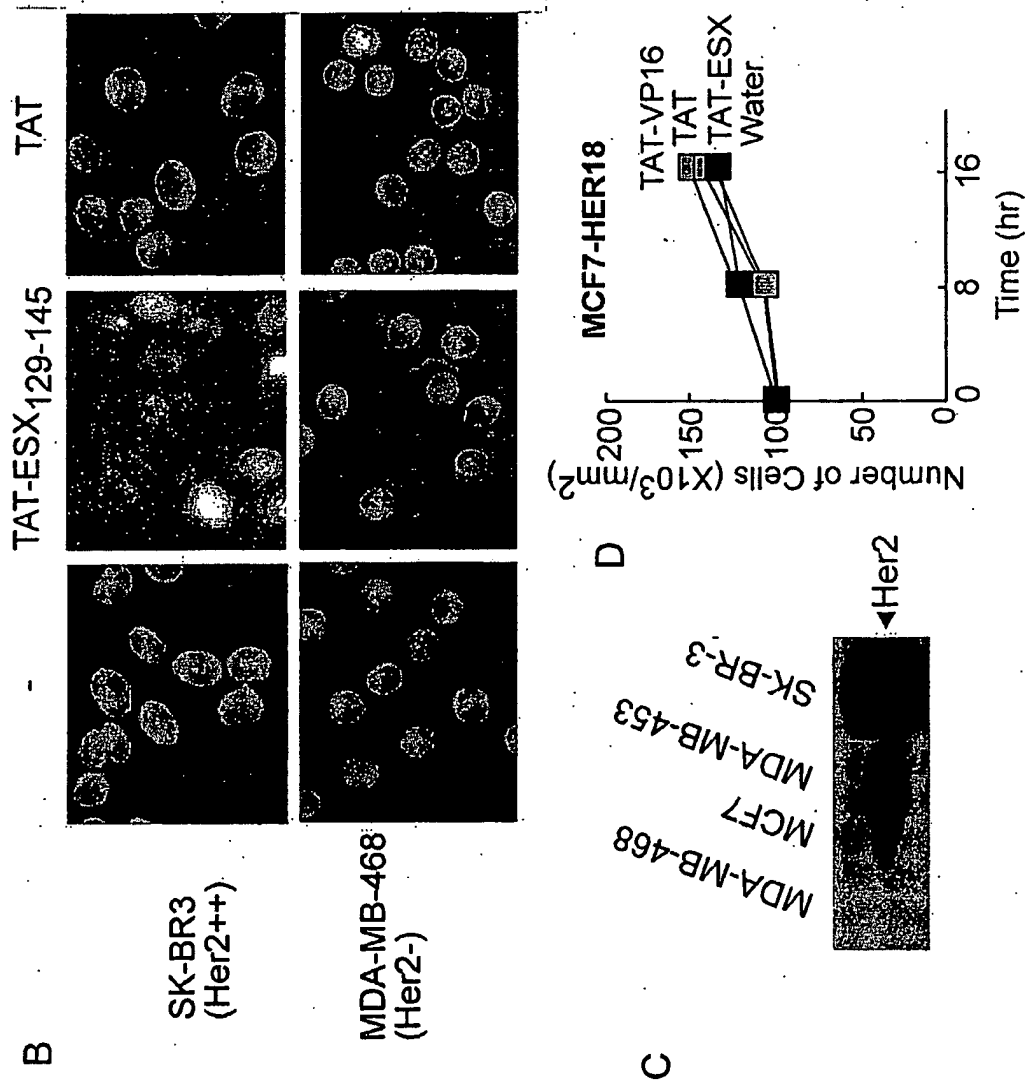 B
- TAT-ESX129-145 TAT
SK-BR3
(Her2++)
MDA-MB-468
(Her2-)
C
MDA-MB-468
MCF7
MDA-MB-453
SK-BR-3
Her2
D
MCF7-HER18
Number of Cells (X10³/mm²)
200
150
100
50
0
0 8 16
Time (hr)
TAT-VP16
TAT
TAT-ESX
Water